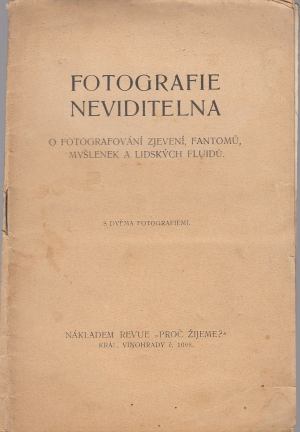 FOTOGRAFIE
NEVIDITELNA
O FOTOGRAFOVÁNÍ ZJEVENÍ, FANTOMŮ,
MYŠLENEK A LIDSKÝCH FLUIDŮ.
S DVĚMA FOTOGRAFIEMI.
NÁKLADEM REVUE „PROČ ŽIJEME?“
KRÁL. VINOHRADY č.